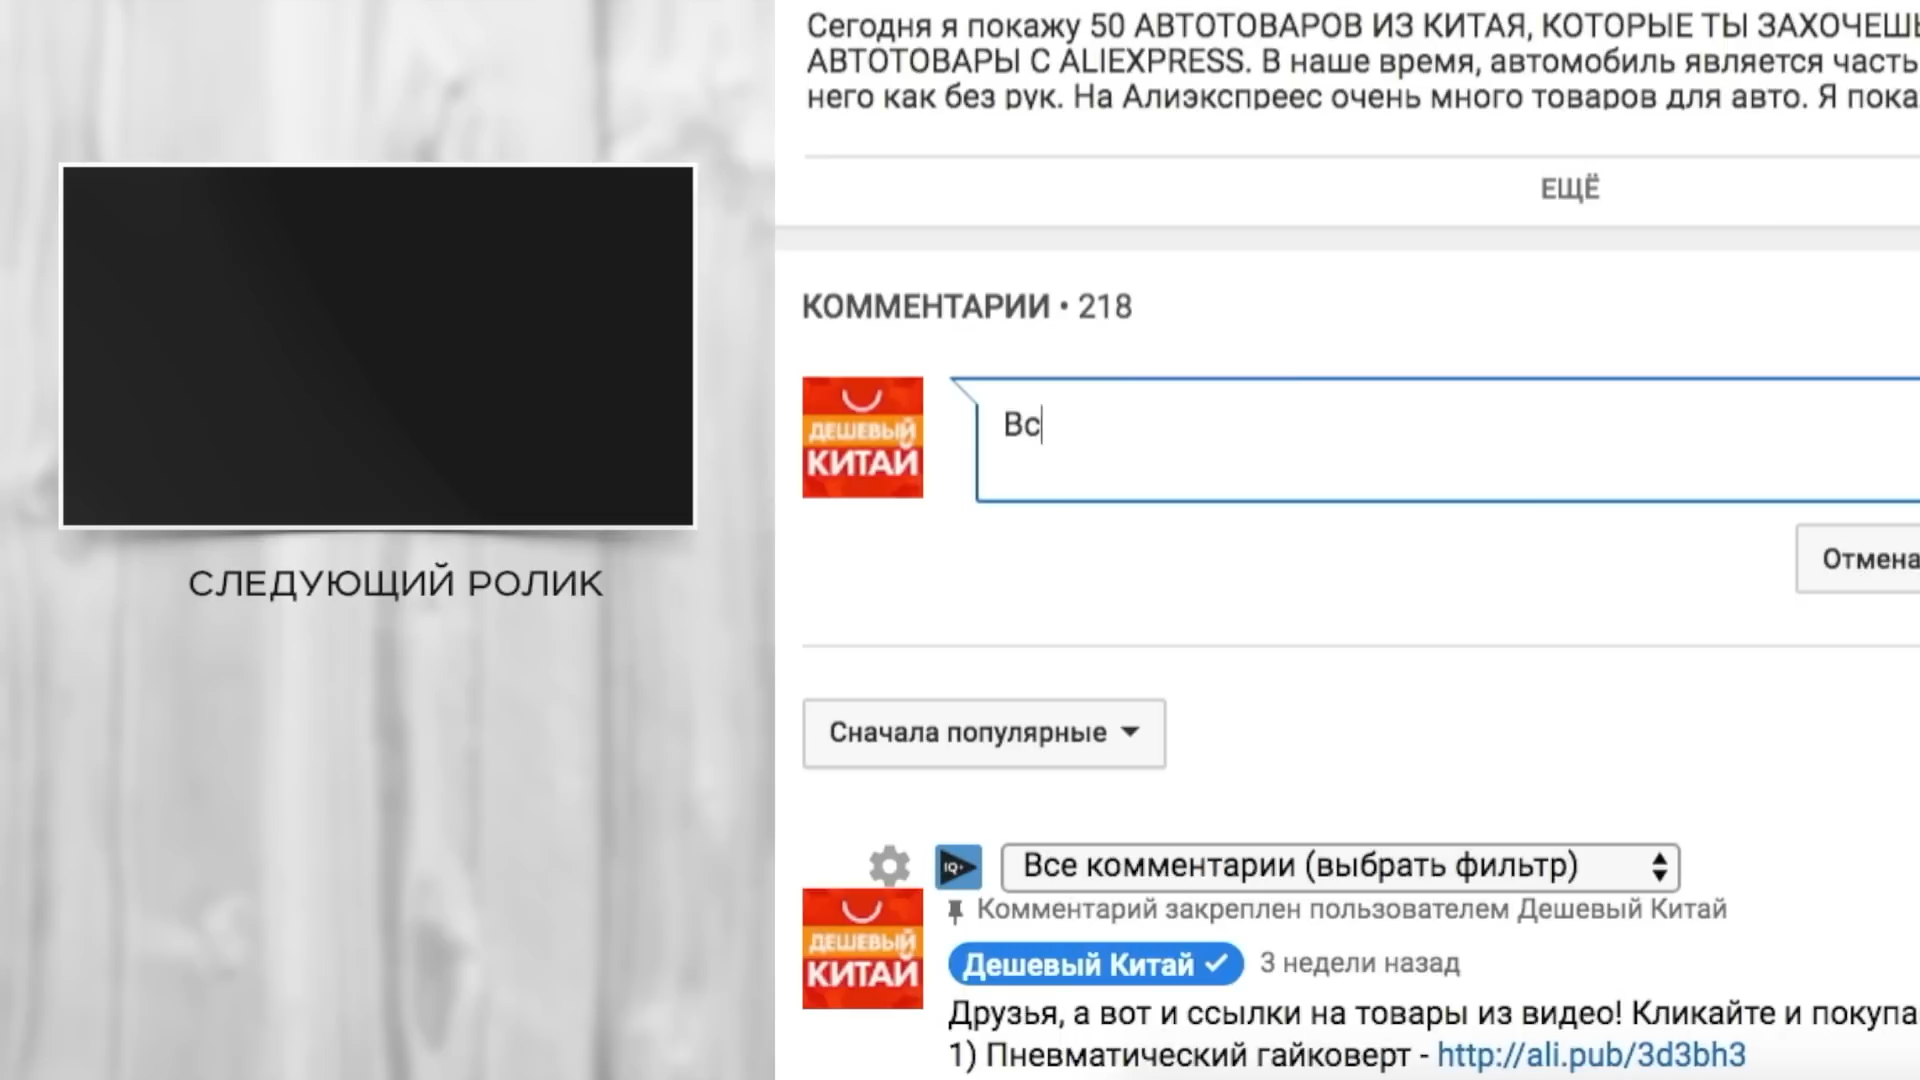 Сегодня я покажу 50 АВТОТОВАРОВ ИЗ КИТАЯ, КОТОРЫЕ ТЫ ЗАХОЧЕШЬ
АВТОТОВАРЫ С ALIEXPRESS. В наше время, автомобиль является часть
него как без рук. На Алиэкспреес очень много товаров для авто. Я пока
ЕЩЁ
КОММЕНТАРИИ • 218
ДЕШЕВЫЙ
КИТАЙ
Вс
Отмена
СЛЕДУЮЩИЙ РОЛИК
Сначала популярные
IQ+
Все комментарии (выбрать фильтр)
Комментарий закреплен пользователем Дешевый Китай
ДЕШЕВЫЙ
КИТАЙ
Дешевый Китай 3 недели назад
Друзья, а вот и ссылки на товары из видео! Кликайте и покупа
1) Пневматический гайковерт - http://ali.pub/3d3bh3